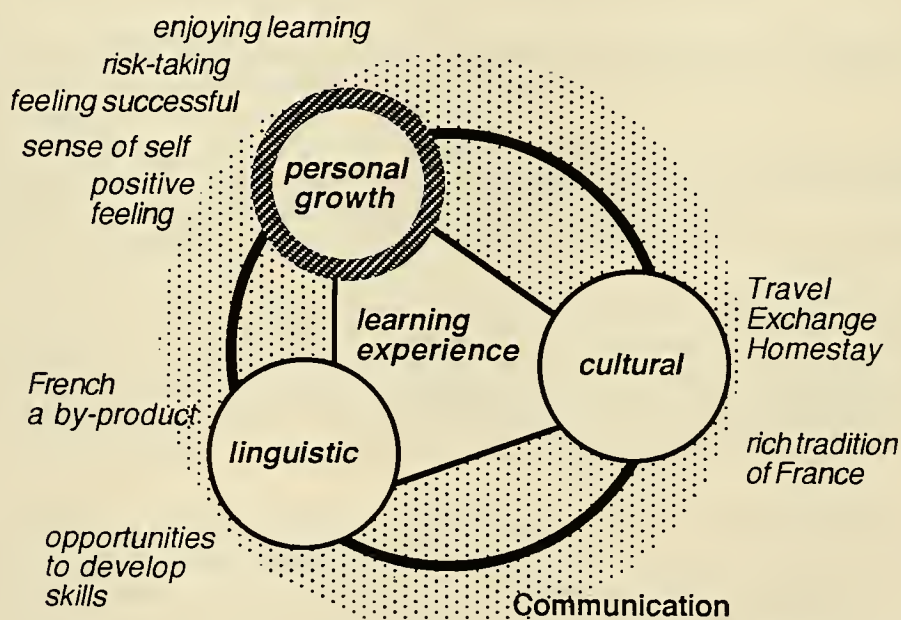 enjoying learning
risk-taking
feeling successful
sense of self
positive
feeling
personal
growth
learning
experience
cultural
Travel
Exchange
Homestay
French
a by-product
linguistic
rich tradition
of France
opportunities
to develop
skills
Communication